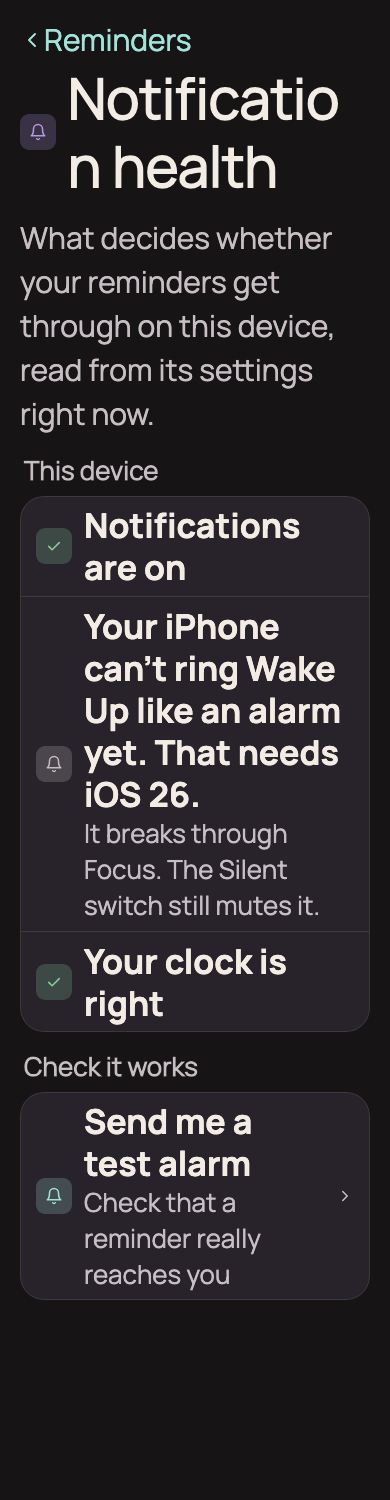 Reminders
Notificatio
n health
What decides whether
your reminders get
through on this device,
read from its settings
right now.
This device
Notifications
are on
Your iPhone
can’t ring Wake
Up like an alarm
yet. That needs
iOS 26.
It breaks through
Focus. The Silent
switch still mutes it.
Your clock is
right
Check it works
Send me a
test alarm
Check that a
reminder really
reaches you